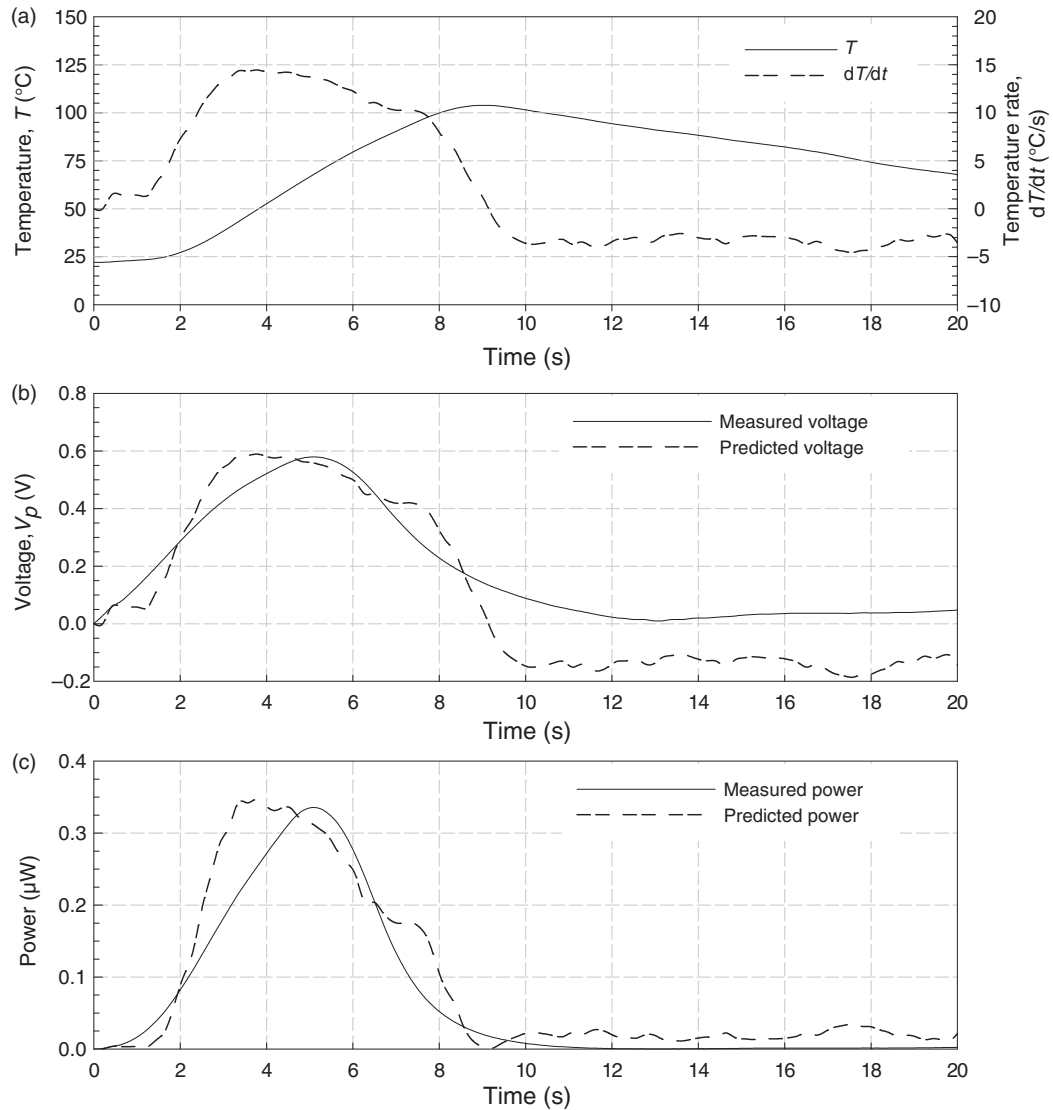 (a)
150
125
100
75
50
25
0
Temperature, T (°C)
20
15
10
5
0
−5
−10
Temperature rate,
dT/dt (°C/s)
T
dT/dt
0 2 4 6 8 10 12 14 16 18 20
Time (s)
(b)
0.8
0.6
0.4
0.2
0.0
−0.2
Voltage, Vp (V)
Measured voltage
Predicted voltage
0 2 4 6 8 10 12 14 16 18 20
Time (s)
(c)
0.4
0.3
0.2
0.1
0.0
Power (µW)
Measured power
Predicted power
0 2 4 6 8 10 12 14 16 18 20
Time (s)